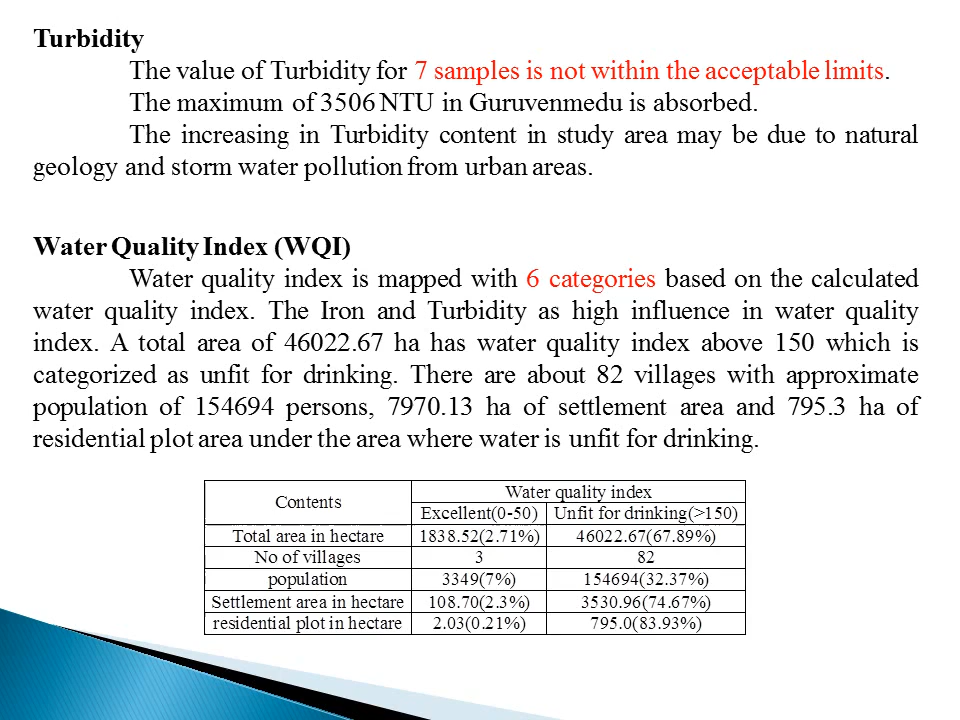 Turbidity
The value of Turbidity for 7 samples is not within the acceptable limits.
The maximum of 3506 NTU in Guruvenmedu is absorbed.
The increasing in Turbidity content in study area may be due to natural
geology and storm water pollution from urban areas.
Water Quality Index (WQI)
Water quality index is mapped with 6 categories based on the calculated
water quality index. The Iron and Turbidity as high influence in water quality
index. A total area of 46022.67 ha has water quality index above 150 which is
categorized as unfit for drinking. There are about 82 villages with approximate
population of 154694 persons, 7970.13 ha of settlement area and 795.3 ha of
residential plot area under the area where water is unfit for drinking.
Contents Water quality index
Excellent(0-50) Unfit for drinking(>150)
Total area in hectare 1838.52(2.71%) 46022.67(67.89%)
No of villages 3 82
population 3349(7%) 154694(32.37%)
Settlement area in hectare 108.70(2.3%) 3530.96(74.67%)
residential plot in hectare 2.03(0.21%) 795.0(83.93%)